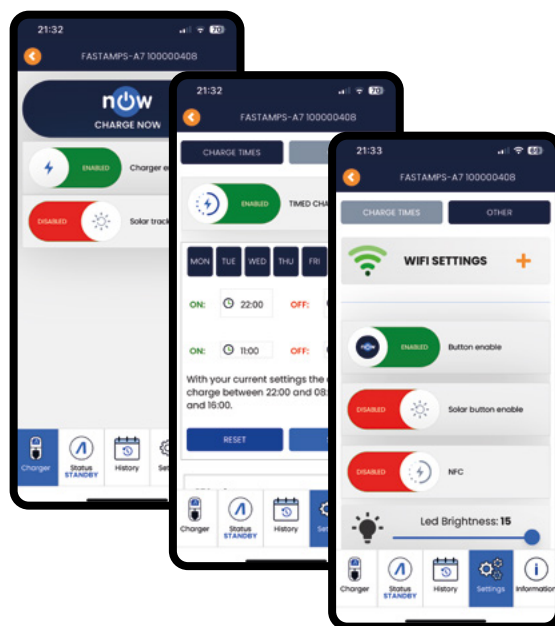 21:32
70
FASTAMPS-A7 100000408
now
CHARGE NOW
ENABLED
DISABLED
Solar
Charger
Status
STANDBY
History
21:32
70
FASTAMPS-A7 100000408
CHARGE TIMES
ENABLED
TIMED
MON TUE WED THU FRI
ON: 22:00 OFF:
ON: 11:00 OFF:
With your current settings the
charge between 22:00 and 08:
and 16:00.
RESET
Charger
Status
STANDBY
History
21:33
69
FASTAMPS-A7 100000408
CHARGE TIMES OTHER
WIFI SETTINGS +
now
ENABLED Button enable
DISABLED Solar button enable
DISABLED NFC
Led Brightness: 15
Charger
Status
STANDBY
History
Settings
Information